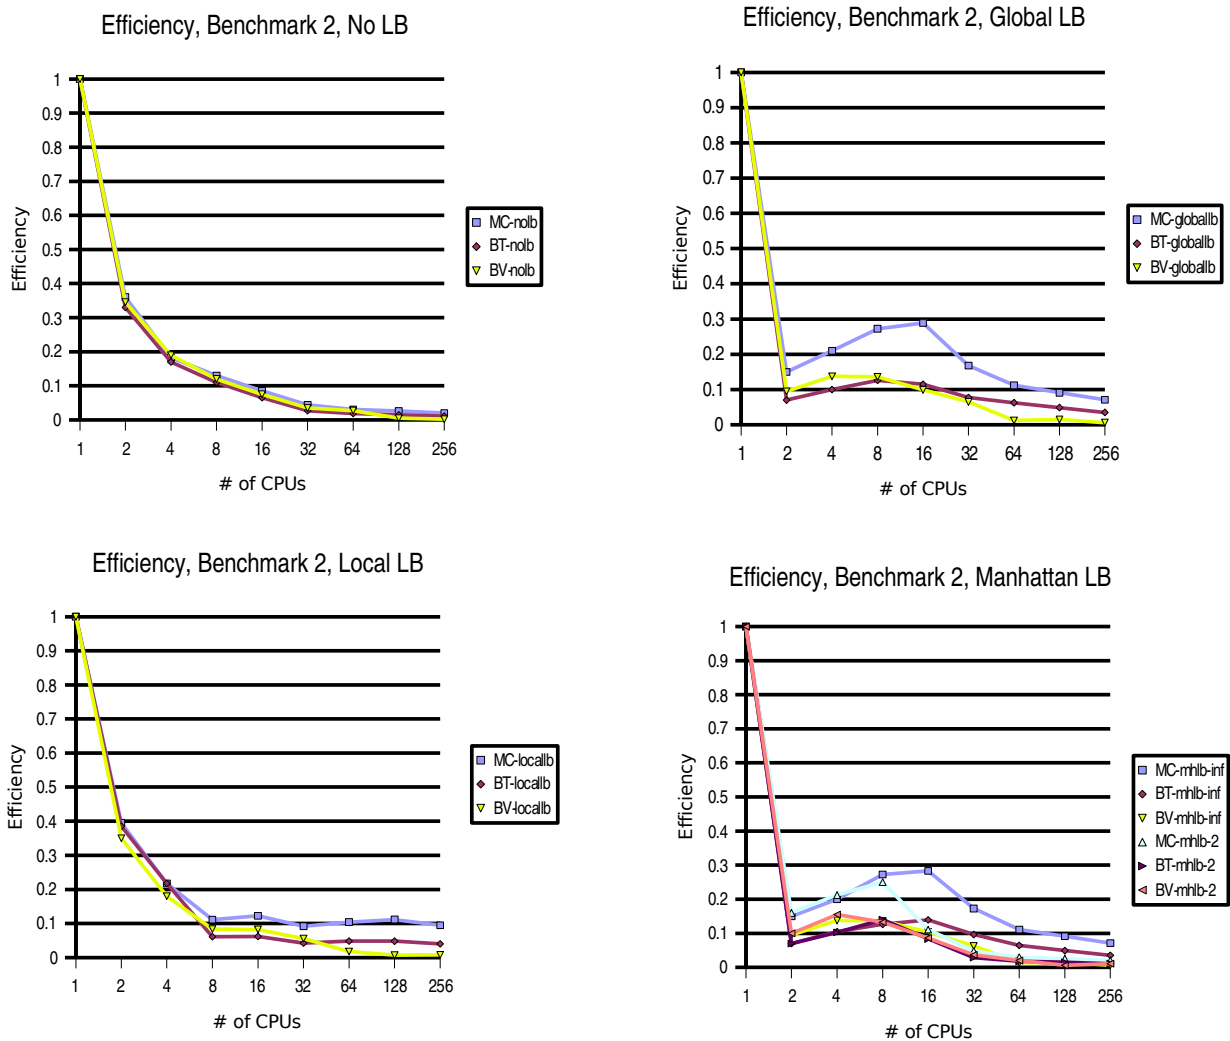 Efficiency, Benchmark 2, No LB
1
0.9
0.8
0.7
0.6
0.5
0.4
0.3
0.2
0.1
0
Efficiency
1 2 4 8 16 32 64 128 256
# of CPUs
MC-nolb
BT-nolb
BV-nolb
Efficiency, Benchmark 2, Global LB
1
0.9
0.8
0.7
0.6
0.5
0.4
0.3
0.2
0.1
0
Efficiency
1 2 4 8 16 32 64 128 256
# of CPUs
MC-globallb
BT-globallb
BV-globallb
Efficiency, Benchmark 2, Local LB
1
0.9
0.8
0.7
0.6
0.5
0.4
0.3
0.2
0.1
0
Efficiency
1 2 4 8 16 32 64 128 256
# of CPUs
MC-locallb
BT-locallb
BV-locallb
Efficiency, Benchmark 2, Manhattan LB
1
0.9
0.8
0.7
0.6
0.5
0.4
0.3
0.2
0.1
0
Efficiency
1 2 4 8 16 32 64 128 256
# of CPUs
MC-mhlb-inf
BT-mhlb-inf
BV-mhlb-inf
MC-mhlb-2
BT-mhlb-2
BV-mhlb-2